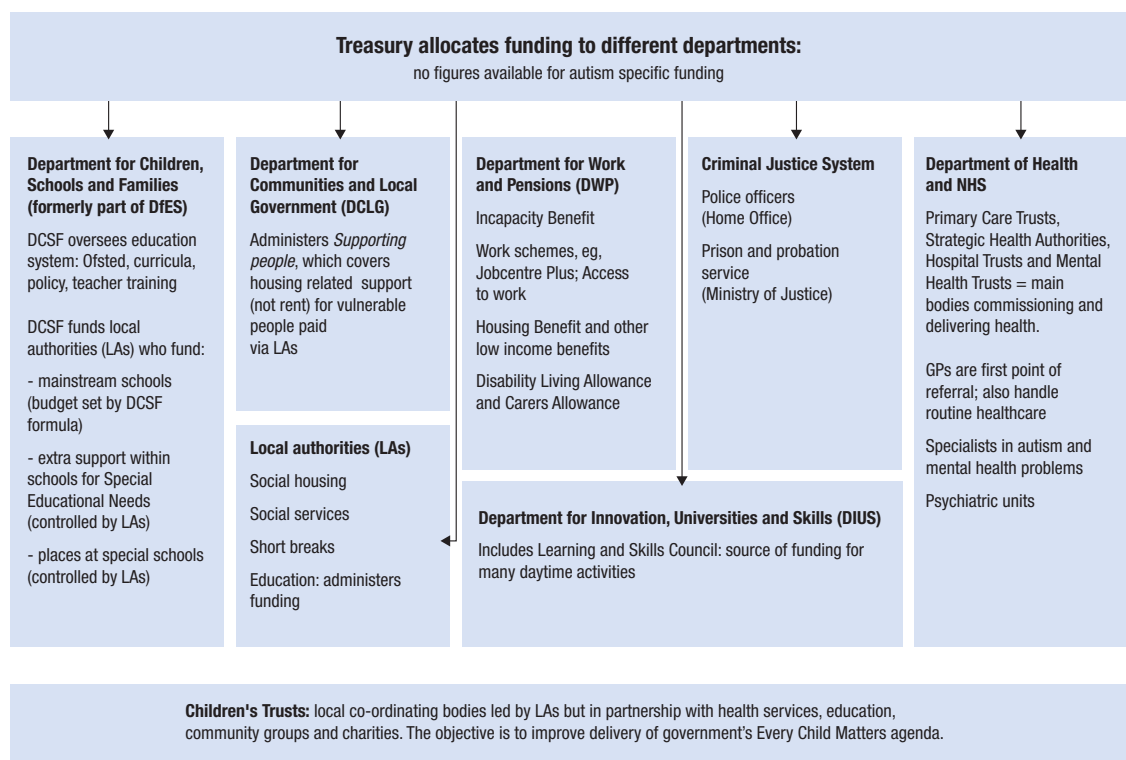 Treasury allocates funding to different departments:
no figures available for autism specific funding
Department for Children,
Schools and Families
(formerly part of DfES)
DCSF oversees education
system: Ofsted, curricula,
policy, teacher training
DCSF funds local
authorities (LAs) who fund:
- mainstream schools
(budget set by DCSF
formula)
- extra support within
schools for Special
Educational Needs
(controlled by LAs)
- places at special schools
(controlled by LAs)
Department for
Communities and Local
Government (DCLG)
Administers Supporting
people, which covers
housing related support
(not rent) for vulnerable
people paid
via LAs
Local authorities (LAs)
Social housing
Social services
Short breaks
Education: administers
funding
Department for Work
and Pensions (DWP)
Incapacity Benefit
Work schemes, eg,
Jobcentre Plus; Access
to work
Housing Benefit and other
low income benefits
Disability Living Allowance
and Carers Allowance
Criminal Justice System
Police officers
(Home Office)
Prison and probation
service
(Ministry of Justice)
Department for Innovation, Universities and Skills (DIUS)
Includes Learning and Skills Council: source of funding for
many daytime activities
Department of Health
and NHS
Primary Care Trusts,
Strategic Health Authorities,
Hospital Trusts and Mental
Health Trusts = main
bodies commissioning and
delivering health.
GPs are first point of
referral; also handle
routine healthcare
Specialists in autism and
mental health problems
Psychiatric units
Children's Trusts: local co-ordinating bodies led by LAs but in partnership with health services, education,
community groups and charities. The objective is to improve delivery of government’s Every Child Matters agenda.